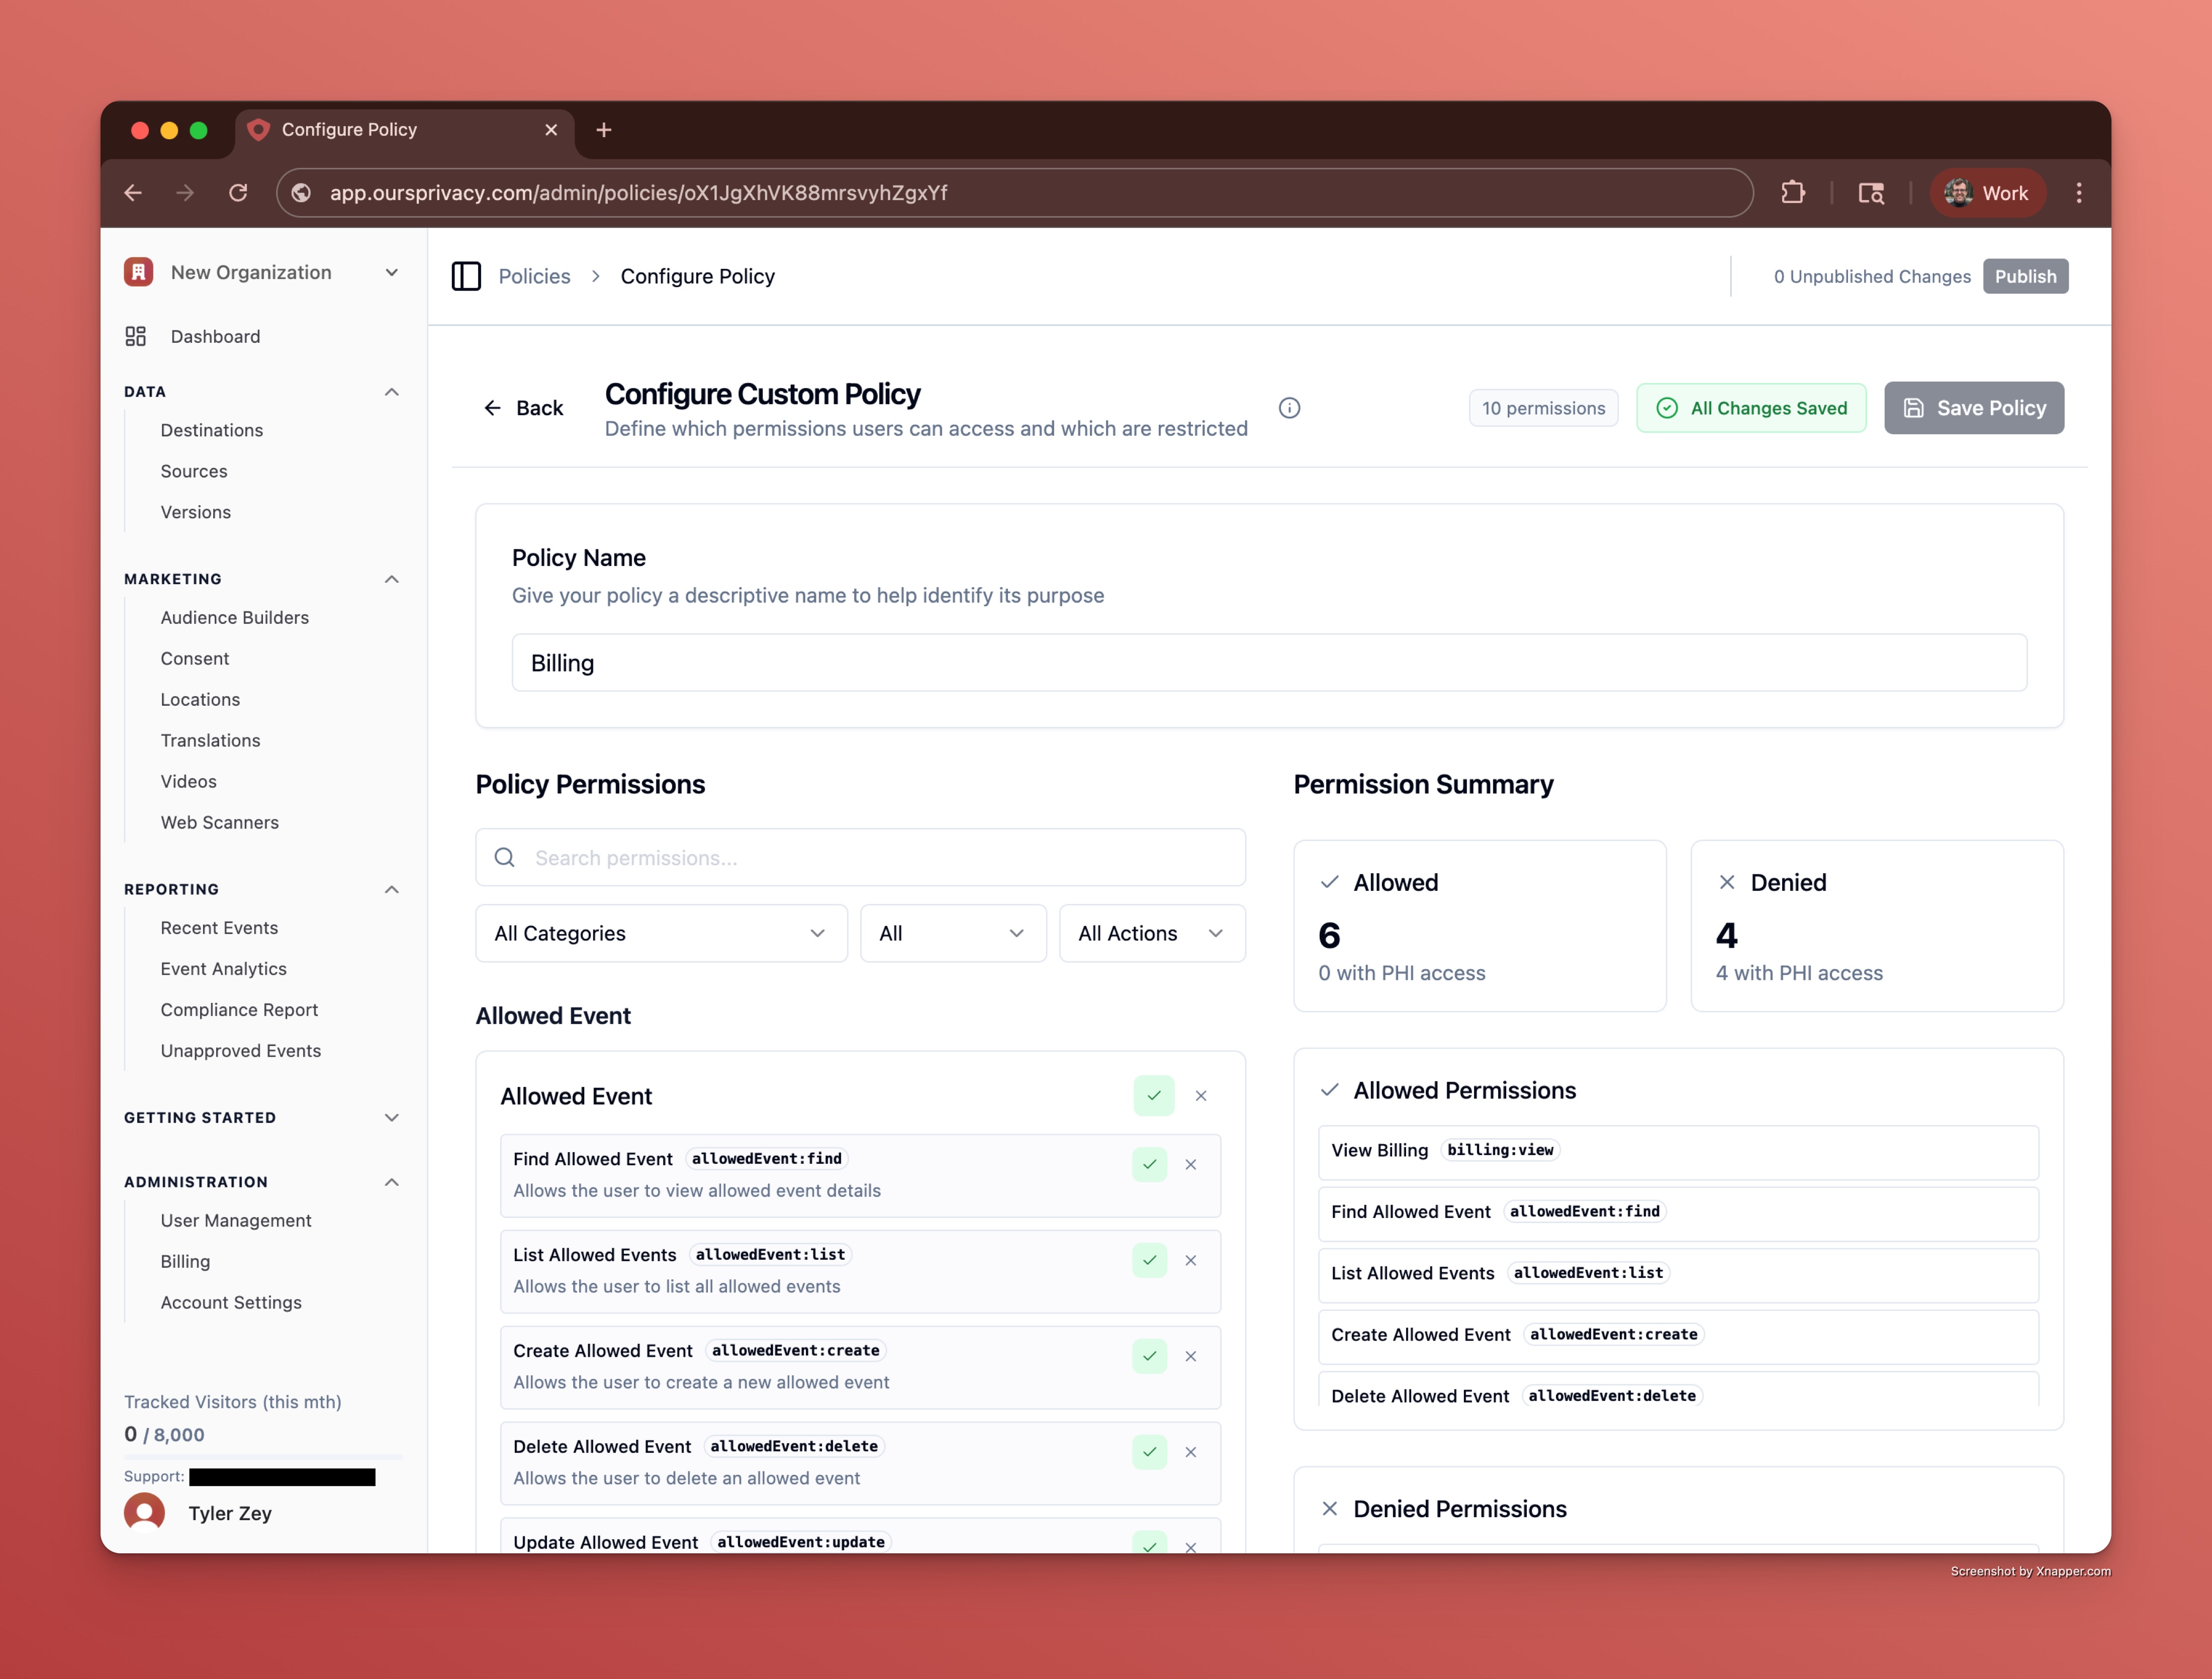 Configure Policy
app.oursprivacy.com/admin/policies/oX1JgXhVK88mrsvyhZgxYf
Work
New Organization
Dashboard
DATA
Destinations
Sources
Versions
MARKETING
Audience Builders
Consent
Locations
Translations
Videos
Web Scanners
REPORTING
Recent Events
Event Analytics
Compliance Report
Unapproved Events
GETTING STARTED
ADMINISTRATION
User Management
Billing
Account Settings
Tracked Visitors (this mth)
0 / 8,000
Support:
Tyler Zey
Policies > Configure Policy
0 Unpublished Changes Publish
Back
Configure Custom Policy
Define which permissions users can access and which are restricted
10 permissions
All Changes Saved
Save Policy
Policy Name
Give your policy a descriptive name to help identify its purpose
Billing
Policy Permissions
Search permissions...
All Categories All All Actions
Allowed Event
Allowed Event
Find Allowed Event allowedEvent:find
Allows the user to view allowed event details
List Allowed Events allowedEvent:list
Allows the user to list all allowed events
Create Allowed Event allowedEvent:create
Allows the user to create a new allowed event
Delete Allowed Event allowedEvent:delete
Allows the user to delete an allowed event
Update Allowed Event allowedEvent:update
Permission Summary
Allowed
6
0 with PHI access
Denied
4
4 with PHI access
Allowed Permissions
View Billing billing:view
Find Allowed Event allowedEvent:find
List Allowed Events allowedEvent:list
Create Allowed Event allowedEvent:create
Delete Allowed Event allowedEvent:delete
Denied Permissions
Screenshot by Xnapper.com